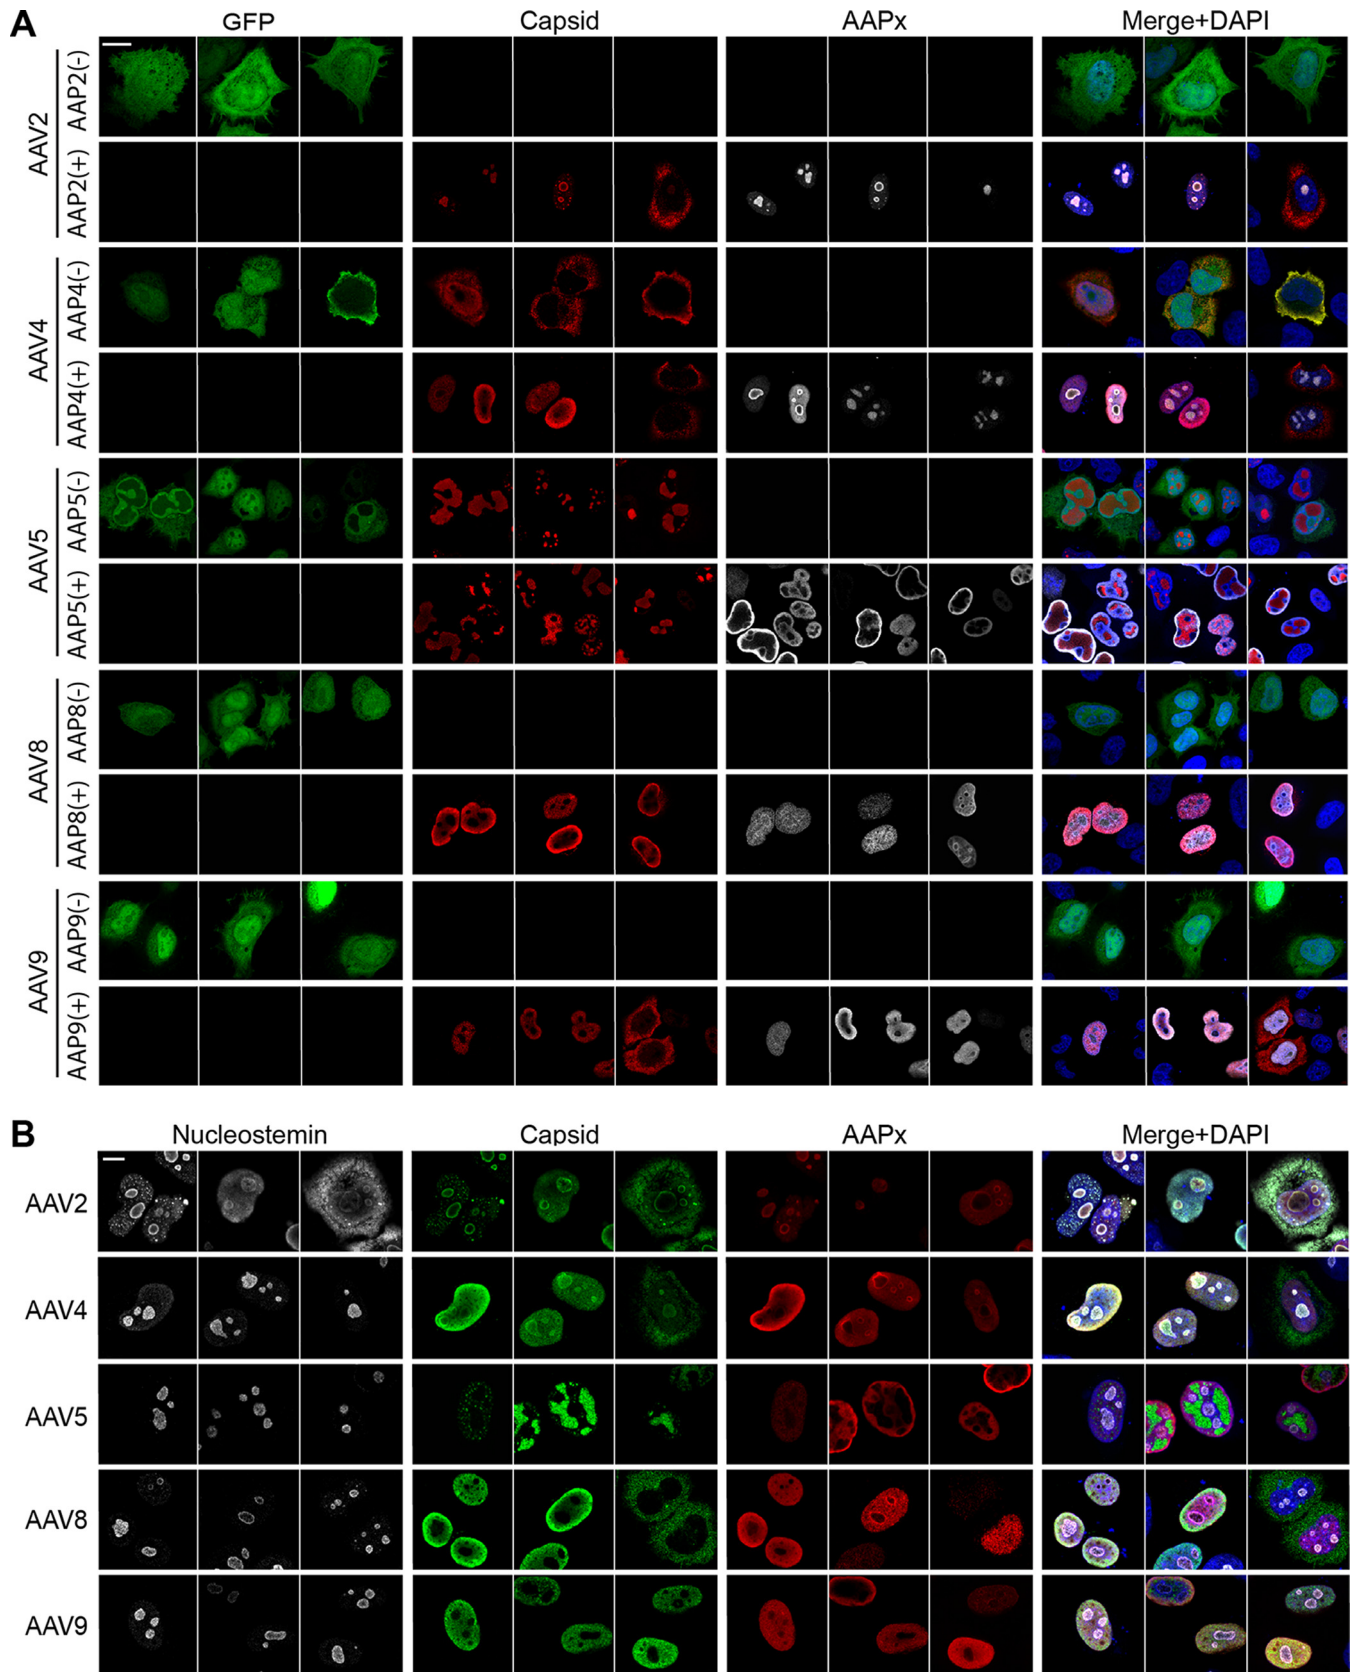 A
GFP Capsid AAPx Merge+DAPI
AAV2
AAP2(-)
AAP2(+)
AAV4
AAP4(-)
AAP4(+)
AAV5
AAP5(-)
AAP5(+)
AAV8
AAP8(-)
AAP8(+)
AAV9
AAP9(-)
AAP9(+)
B
Nucleostemin Capsid AAPx Merge+DAPI
AAV2
AAV4
AAV5
AAV8
AAV9